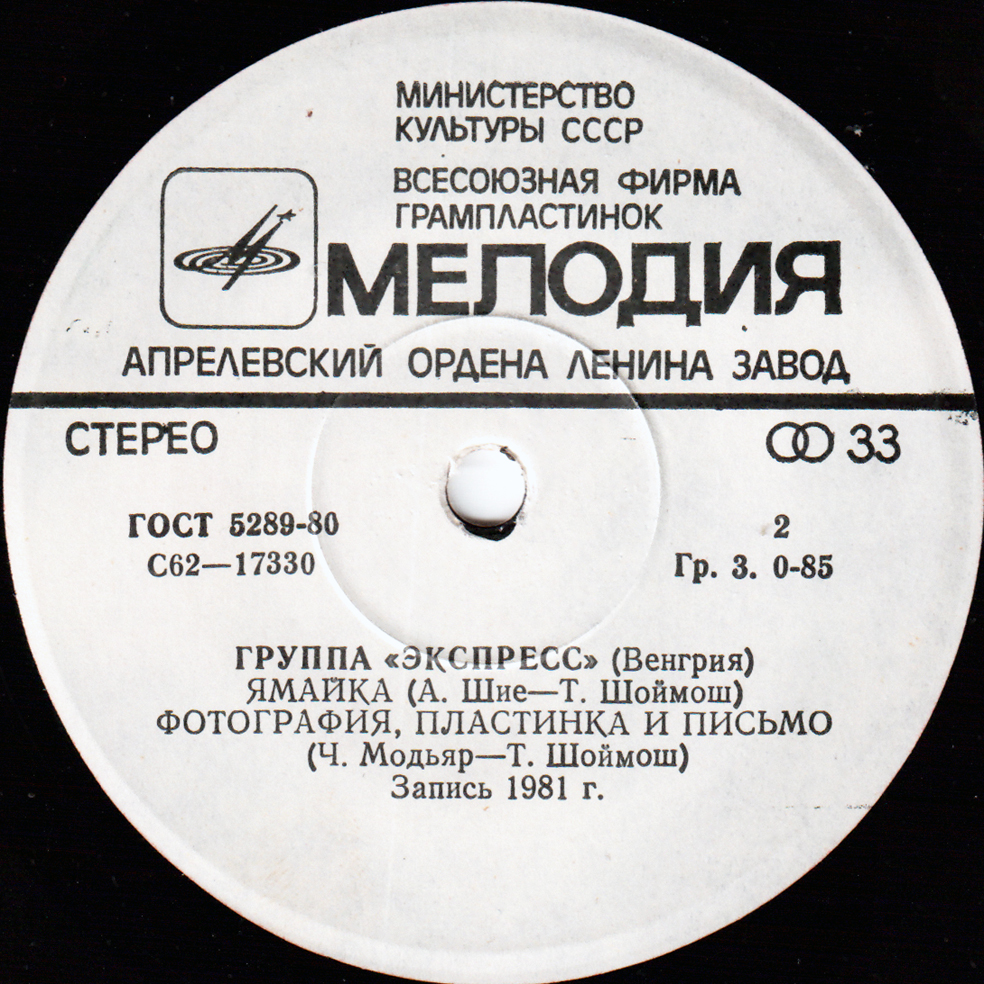 МИНИСТЕРСТВО
КУЛЬТУРЫ СССР
ВСЕСОЮЗНАЯ ФИРМА
ГРАМПЛАСТИНОК
МЕЛОДИЯ
АПРЕЛЕВСКИЙ ОРДЕНА ЛЕНИНА ЗАВОД
СТЕРЕО 33
ГОСТ 5289-80 2
С62—17330 Гр. 3. 0-85
ГРУППА «ЭКСПРЕСС» (Венгрия)
ЯМАЙКА (А. Шие—Т. Шоймош)
ФОТОГРАФИЯ, ПЛАСТИНКА И ПИСЬМО
(Ч. Модьяр—Т. Шоймош)
Запись 1981 г.